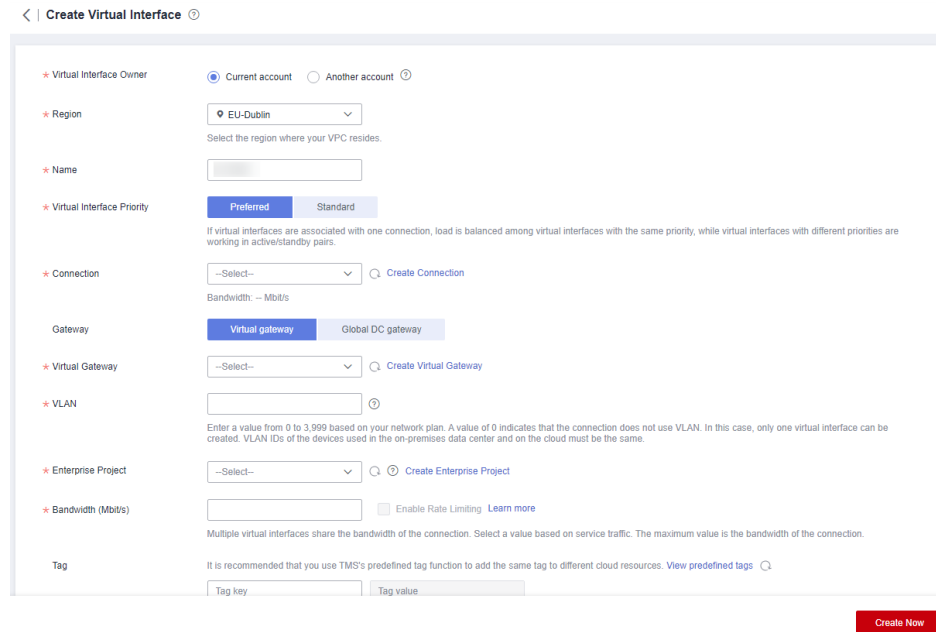 Create Virtual Interface
* Virtual Interface Owner
Current account
Another account
* Region
EU-Dublin
Select the region where your VPC resides.
* Name
* Virtual Interface Priority
Preferred
Standard
If virtual interfaces are associated with one connection, load is balanced among virtual interfaces with the same priority, while virtual interfaces with different priorities are
working in active/standby pairs.
* Connection
--Select--
Create Connection
Bandwidth: -- Mbit/s
Gateway
Virtual gateway
Global DC gateway
* Virtual Gateway
--Select--
Create Virtual Gateway
* VLAN
Enter a value from 0 to 3,999 based on your network plan. A value of 0 indicates that the connection does not use VLAN. In this case, only one virtual interface can be
created. VLAN IDs of the devices used in the on-premises data center and on the cloud must be the same.
* Enterprise Project
--Select--
Create Enterprise Project
* Bandwidth (Mbit/s)
Enable Rate Limiting
Learn more
Multiple virtual interfaces share the bandwidth of the connection. Select a value based on service traffic. The maximum value is the bandwidth of the connection.
Tag
It is recommended that you use TMS's predefined tag function to add the same tag to different cloud resources.
View predefined tags
Tag key
Tag value
Create Now